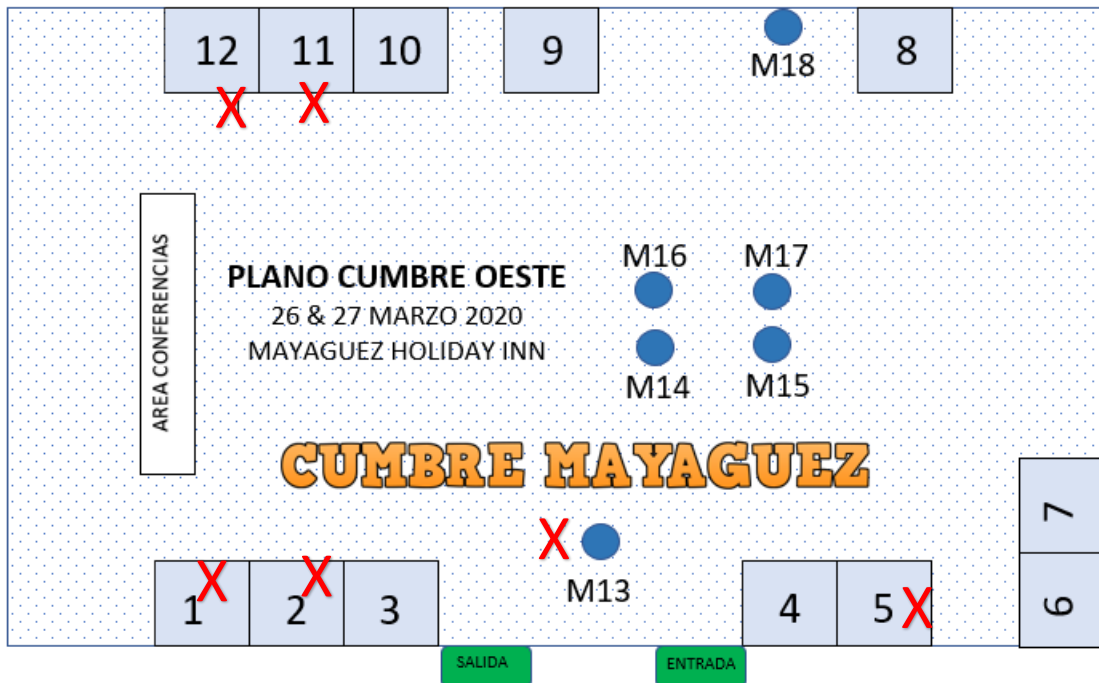 12
11
10
9
M18
8
X
X
AREA CONFERENCIAS
PLANO CUMBRE OESTE
26 & 27 MARZO 2020
MAYAGUEZ HOLIDAY INN
M16
M17
M14
M15
CUMBRE MAYAGUEZ
7
X
M13
X
1
X
2
3
4
5
X
6
SALIDA
ENTRADA